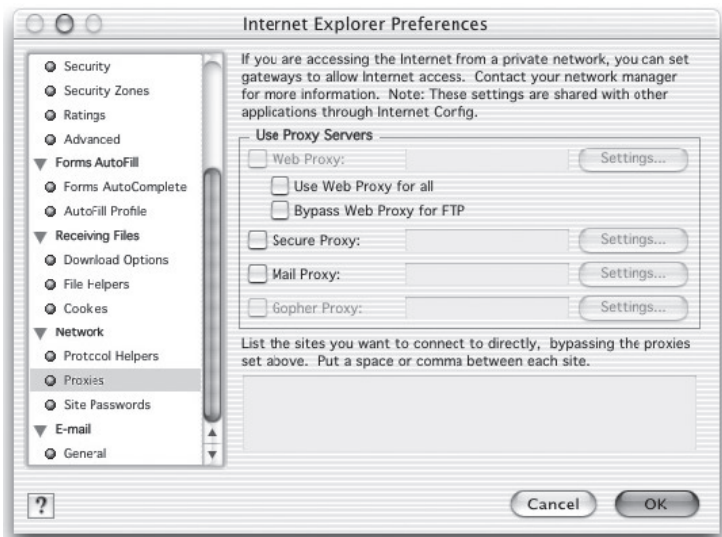 Internet Explorer Preferences
Security
Security Zones
Ratings
Advanced
Forms AutoFill
Forms AutoComplete
AutoFill Profile
Receiving Files
Download Options
File Helpers
Cookies
Network
Protocol Helpers
Proxies
Site Passwords
E-mail
General
If you are accessing the Internet from a private network, you can set
gateways to allow Internet access. Contact your network manager
for more information. Note: These settings are shared with other
applications through Internet Config.
Use Proxy Servers
Web Proxy: Settings...
Use Web Proxy for all
Bypass Web Proxy for FTP
Secure Proxy: Settings...
Mail Proxy: Settings...
Gopher Proxy: Settings...
List the sites you want to connect to directly, bypassing the proxies
set above. Put a space or comma between each site.
?
Cancel OK